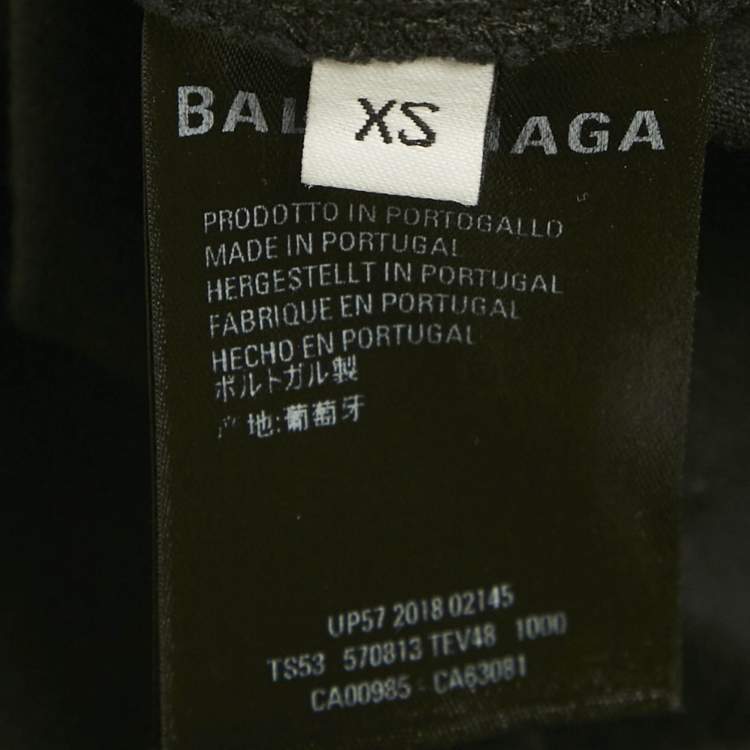 BAL AGA
XS
PRODOTTO IN PORTOGALLO
MADE IN PORTUGAL
HERGESTELLT IN PORTUGAL
FABRIQUE EN PORTUGAL
HECHO EN PORTUGAL
ポルトガル製
产地:葡萄牙
UP57 2018 02145
TS53 570813 TEV48 1000
CA00985 - CA63081